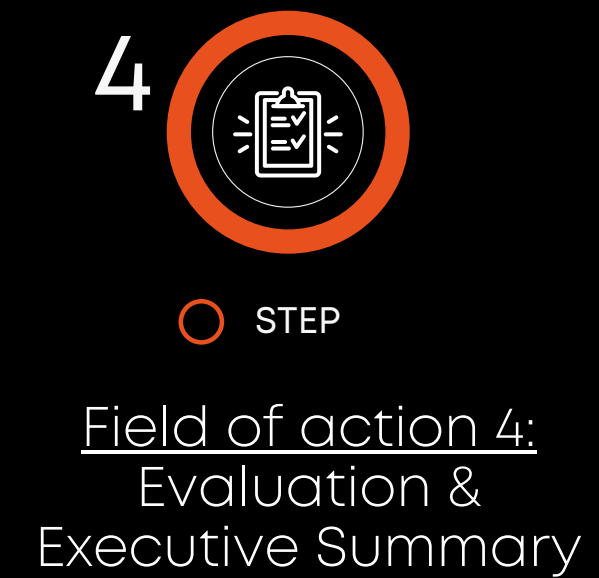 4
STEP
Field of action 4:
Evaluation &
Executive Summary